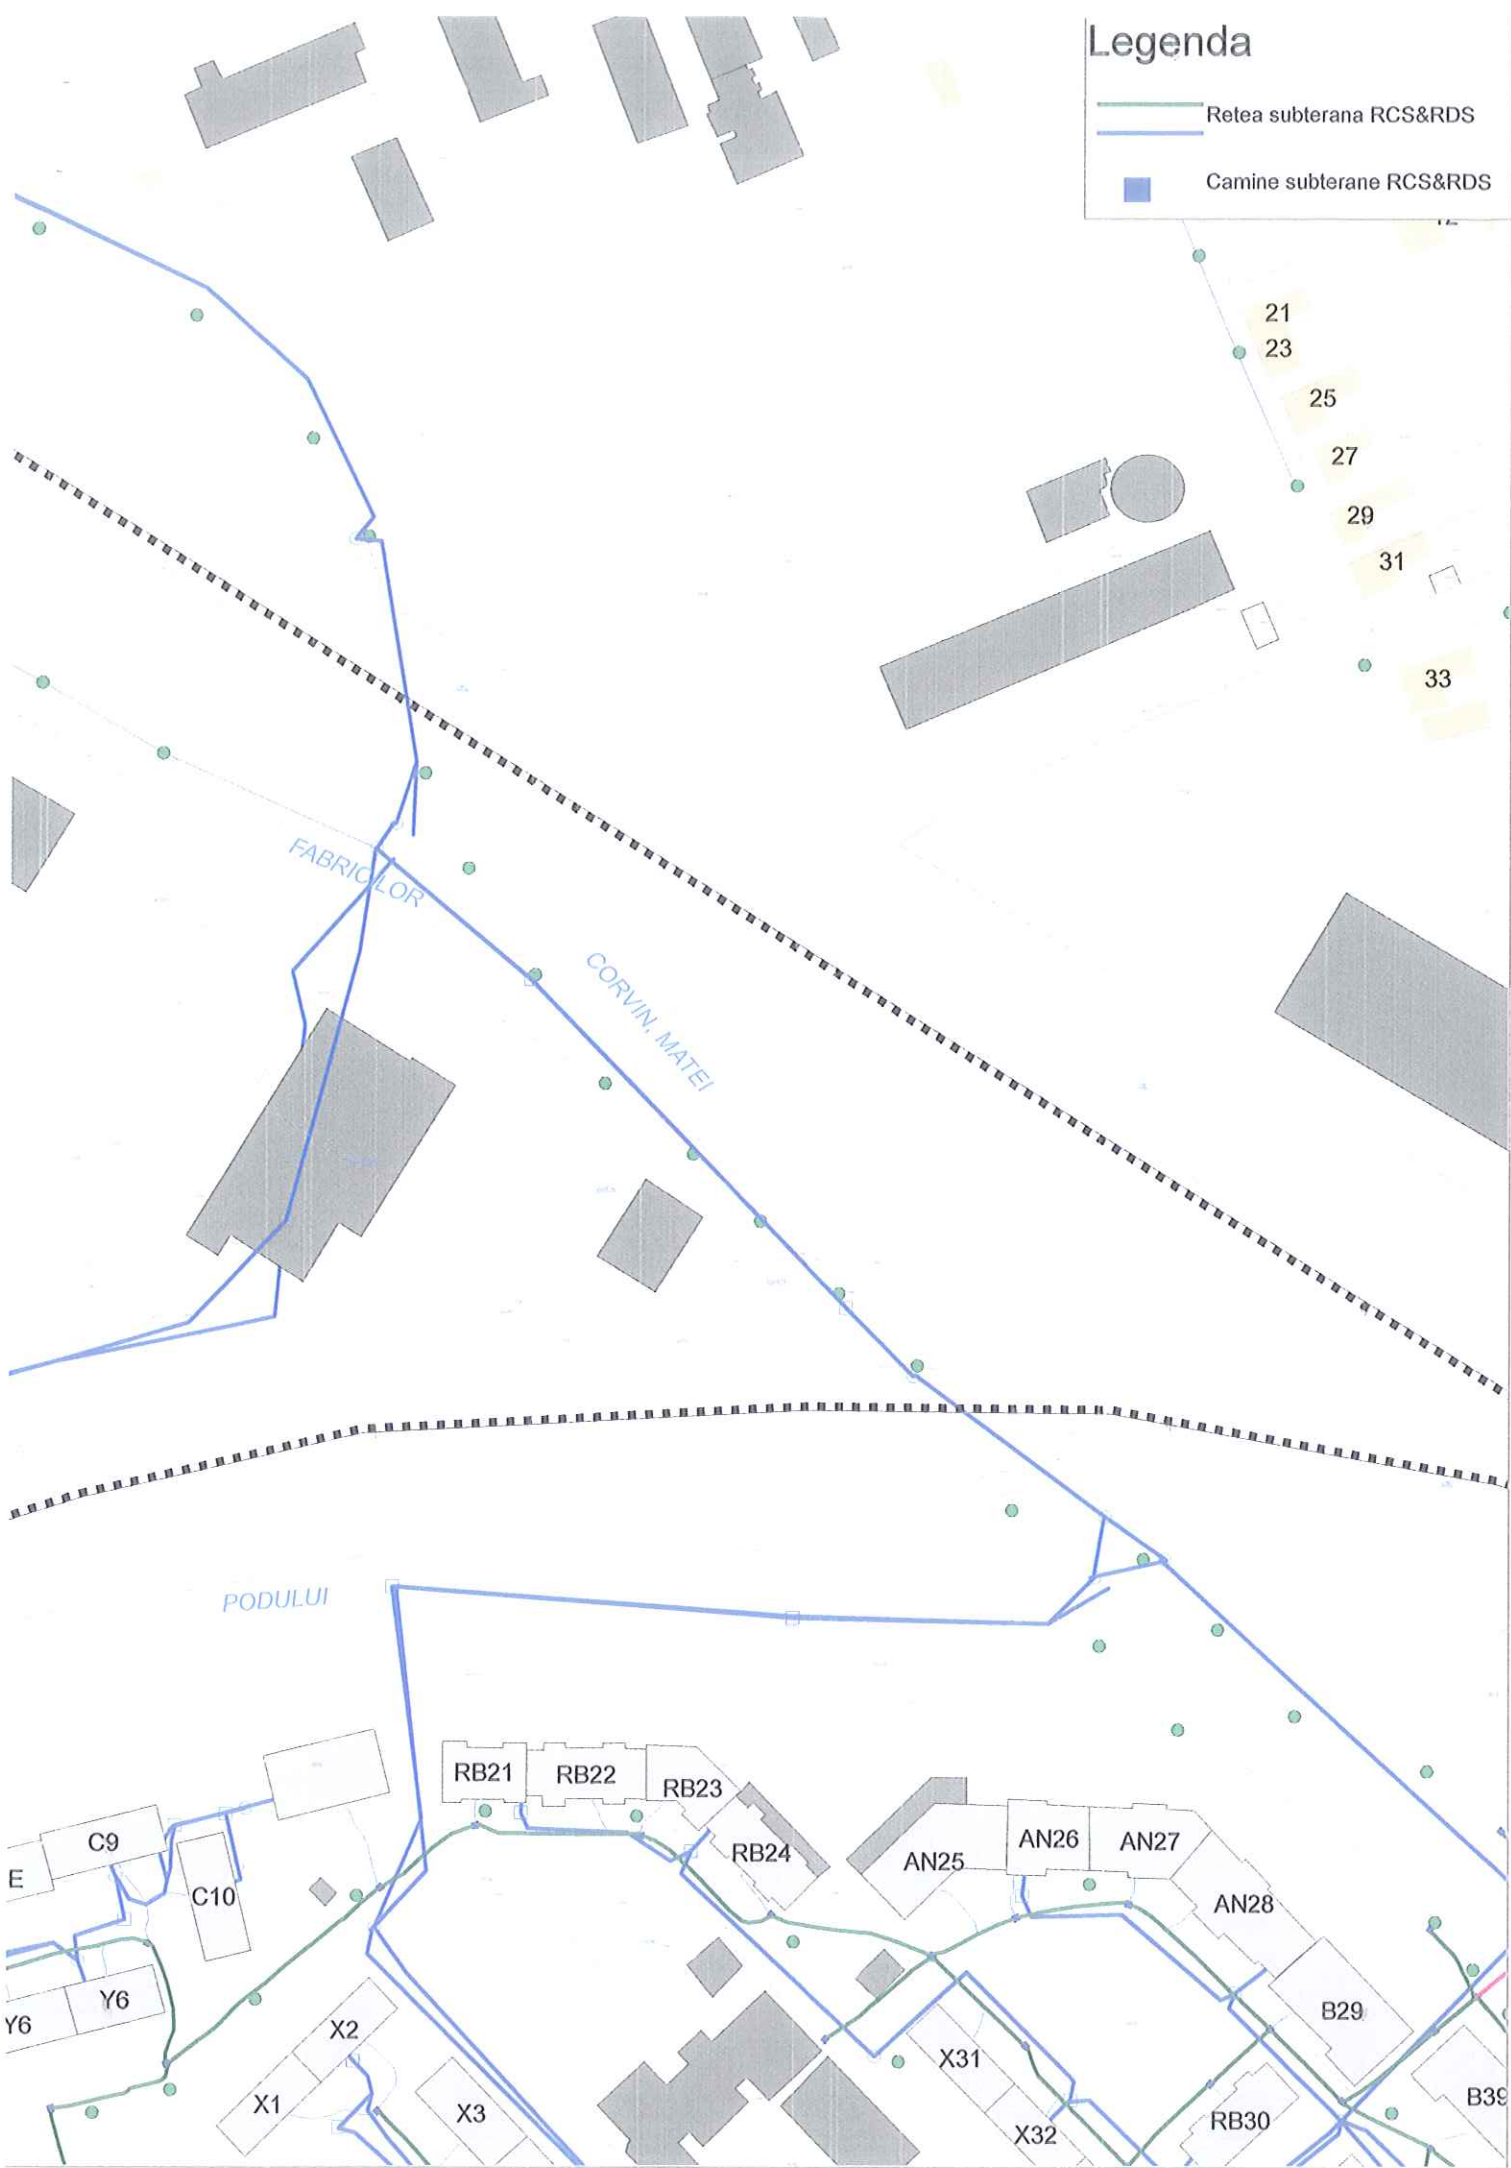 Legenda
Retea subterana RCS&RDS
Camine subterane RCS&RDS
21
23
25
27
29
31
33
FABRICILOR
CORVIN, MATEI
PODULUI
RB21
RB22
RB23
RB24
AN25
AN26
AN27
AN28
C9
E
C10
B29
Y6
Y6
X2
X1
X3
X31
X32
RB30
B39